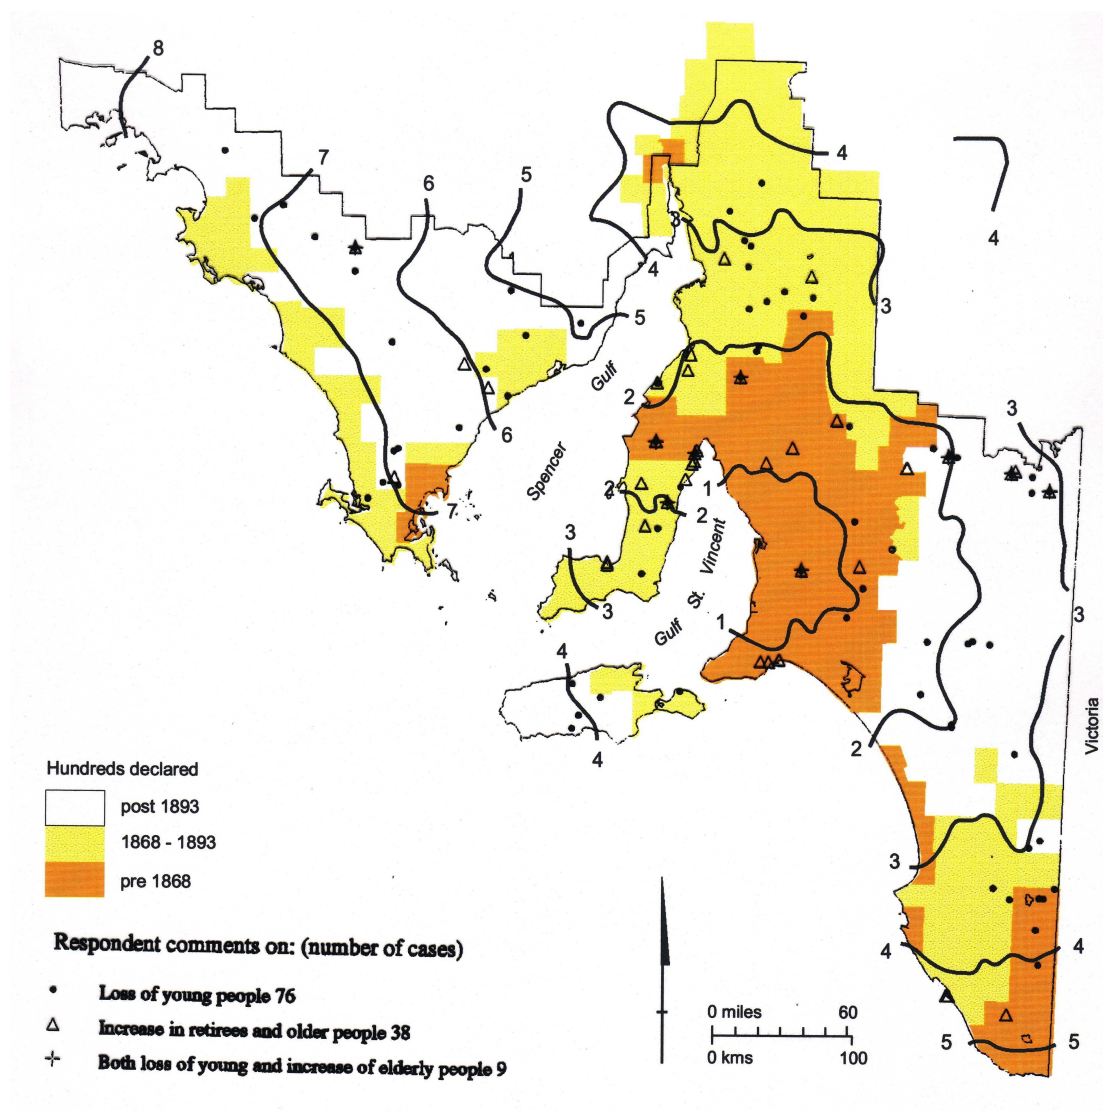 8
7
6
5
4
4
3
4
5
3
2
6
3
7
Gulf
Spencer
2
2
1
3
3
Gulf St. Vincent
1
3
4
4
2
Victoria
Hundreds declared
post 1893
1868 - 1893
pre 1868
3
Respondent comments on: (number of cases)
Loss of young people 76
Increase in retirees and older people 38
Both loss of young and increase of elderly people 9
4
4
0 miles 60
0 kms 100
5
5